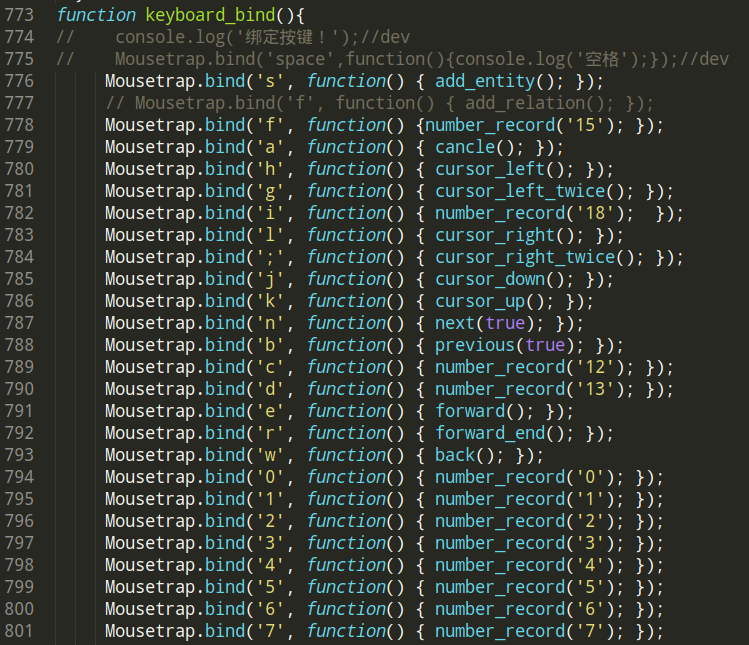 773 function keyboard_bind(){
774 //    console.log('绑定按键！');//dev
775 //    Mousetrap.bind('space',function(){console.log('空格');});//dev
776 Mousetrap.bind('s', function() { add_entity(); });
777 // Mousetrap.bind('f', function() { add_relation(); });
778 Mousetrap.bind('f', function() {number_record('15'); });
779 Mousetrap.bind('a', function() { cancle(); });
780 Mousetrap.bind('h', function() { cursor_left(); });
781 Mousetrap.bind('g', function() { cursor_left_twice(); });
782 Mousetrap.bind('i', function() { number_record('18');  });
783 Mousetrap.bind('l', function() { cursor_right(); });
784 Mousetrap.bind(';', function() { cursor_right_twice(); });
785 Mousetrap.bind('j', function() { cursor_down(); });
786 Mousetrap.bind('k', function() { cursor_up(); });
787 Mousetrap.bind('n', function() { next(true); });
788 Mousetrap.bind('b', function() { previous(true); });
789 Mousetrap.bind('c', function() { number_record('12'); });
790 Mousetrap.bind('d', function() { number_record('13'); });
791 Mousetrap.bind('e', function() { forward(); });
792 Mousetrap.bind('r', function() { forward_end(); });
793 Mousetrap.bind('w', function() { back(); });
794 Mousetrap.bind('0', function() { number_record('0'); });
795 Mousetrap.bind('1', function() { number_record('1'); });
796 Mousetrap.bind('2', function() { number_record('2'); });
797 Mousetrap.bind('3', function() { number_record('3'); });
798 Mousetrap.bind('4', function() { number_record('4'); });
799 Mousetrap.bind('5', function() { number_record('5'); });
800 Mousetrap.bind('6', function() { number_record('6'); });
801 Mousetrap.bind('7', function() { number_record('7'); });